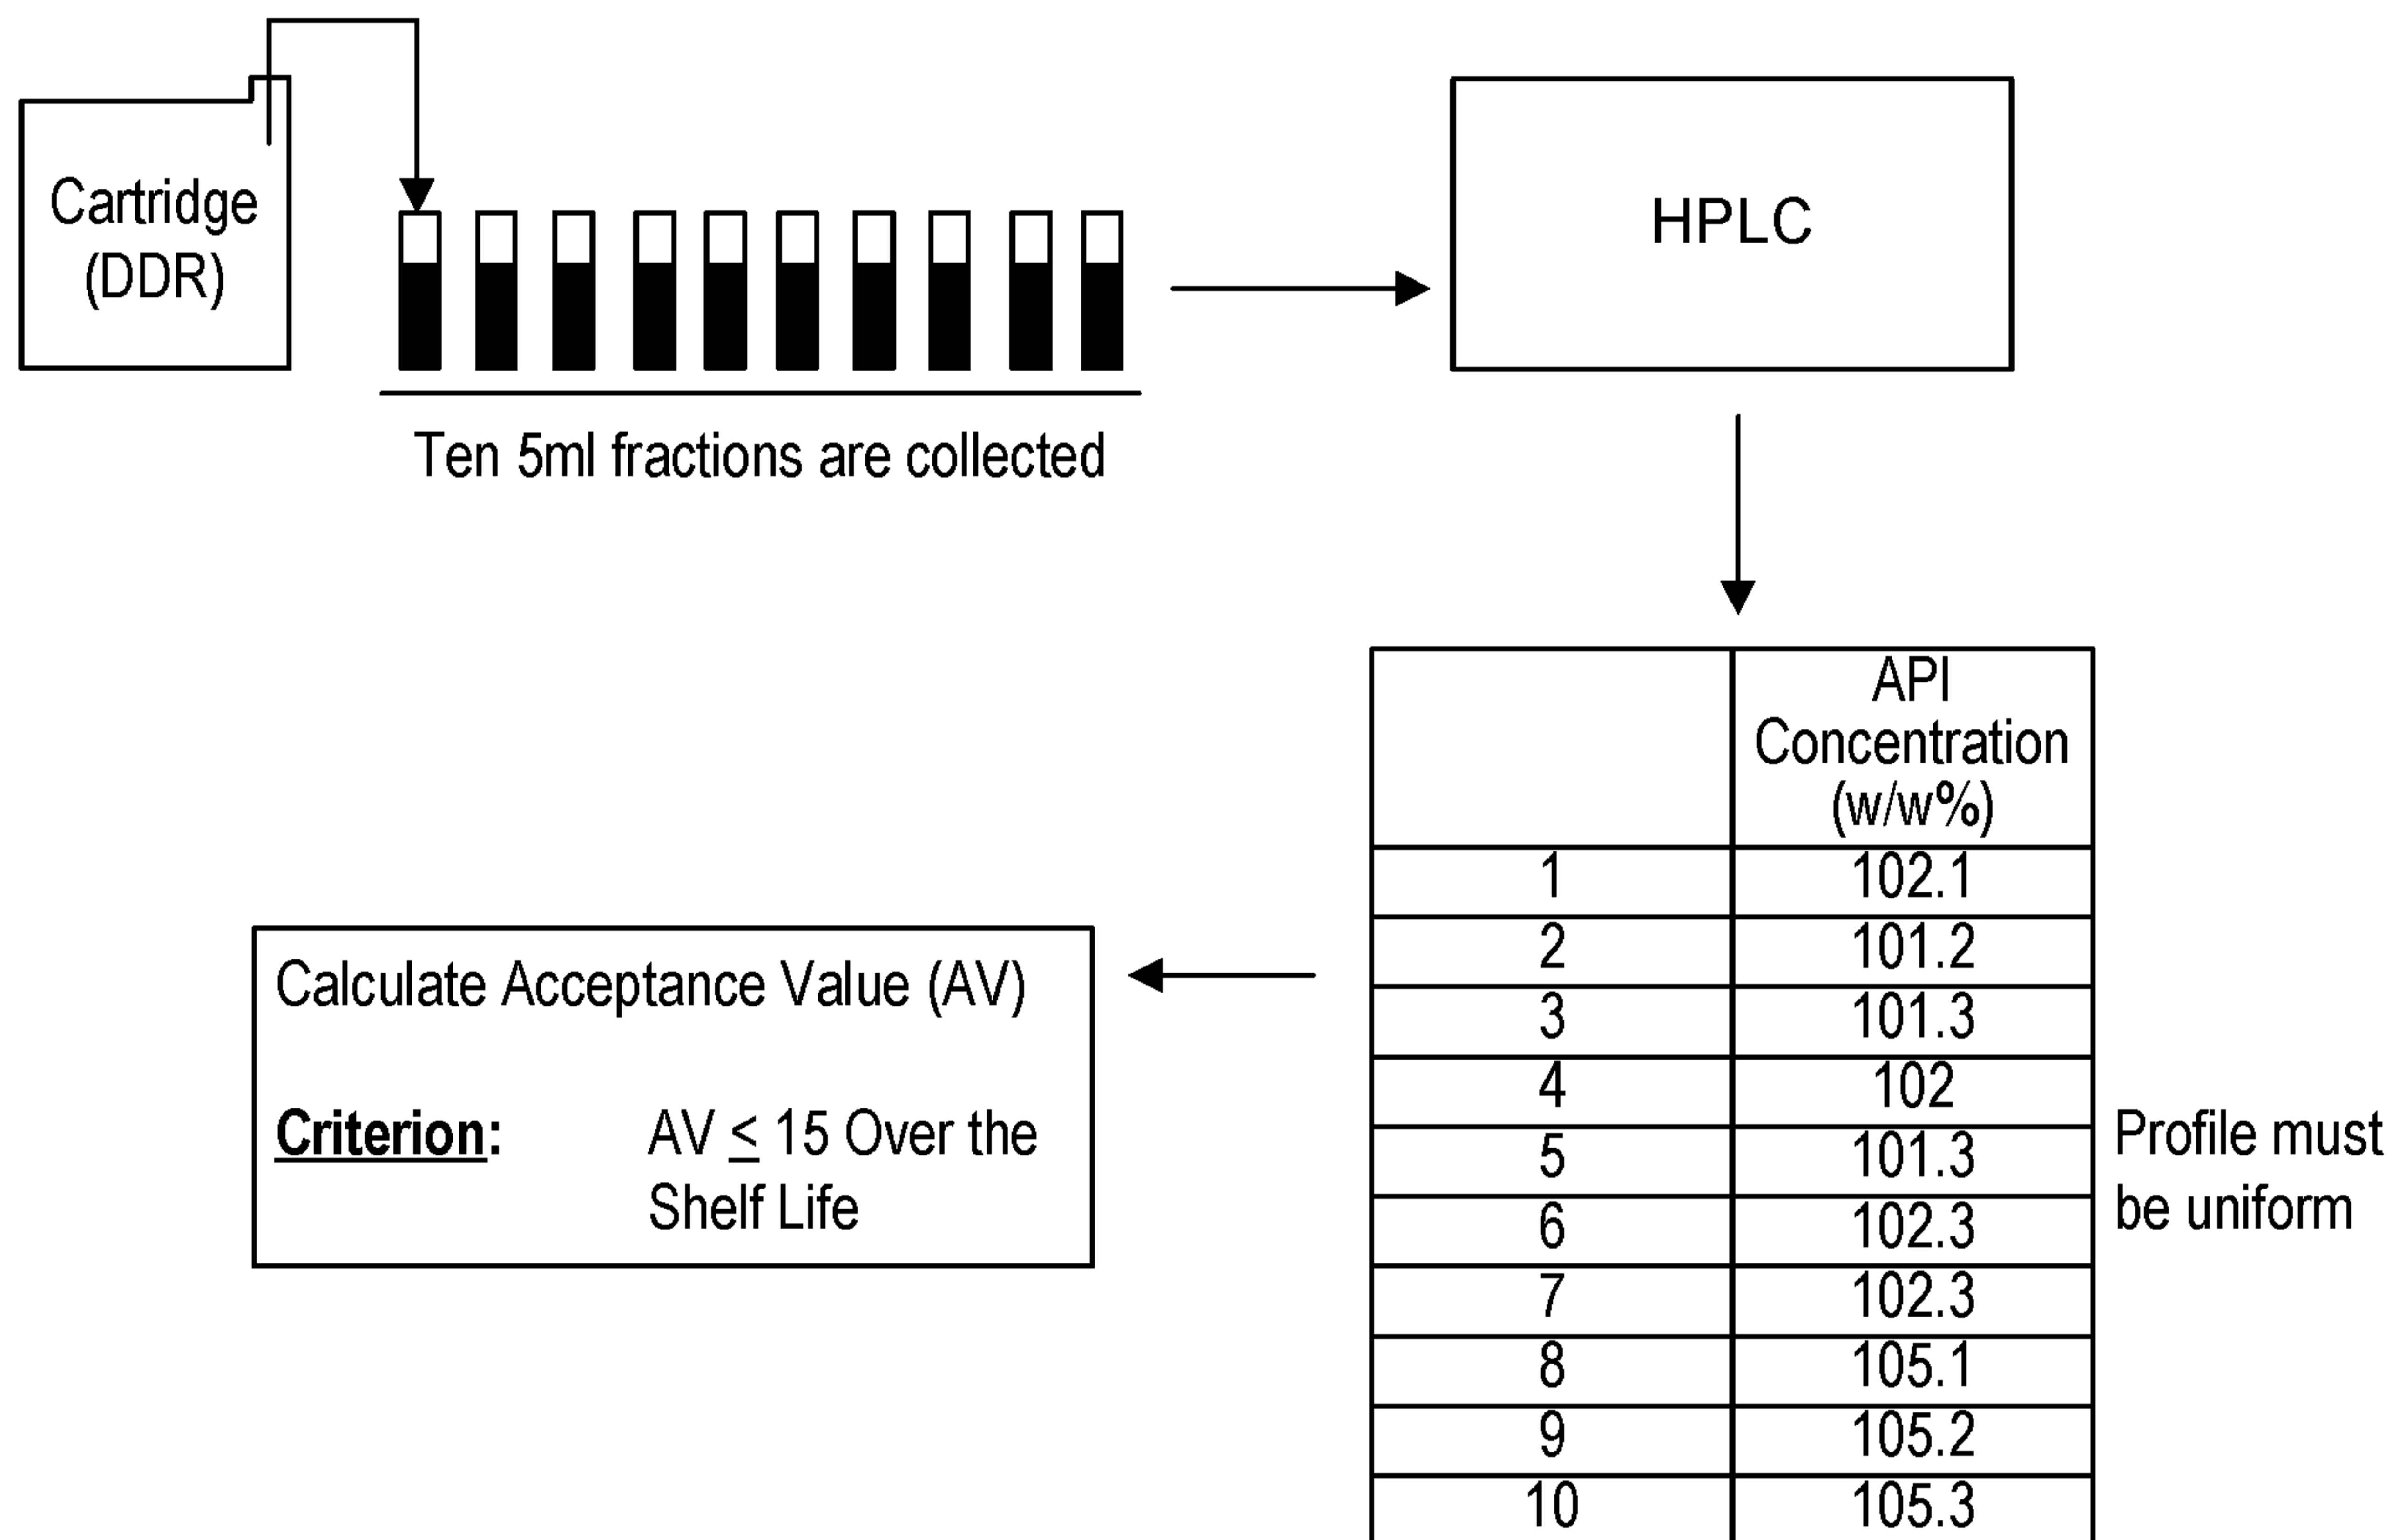 Cartridge
(DDR)
Ten 5ml fractions are collected
HPLC
API
Concentration
(w/w%)
1 102.1
2 101.2
3 101.3
4 102
5 101.3
6 102.3
7 102.3
8 105.1
9 105.2
10 105.3
Profile must
be uniform
Calculate Acceptance Value (AV)
Criterion: AV ≤ 15 Over the
Shelf Life